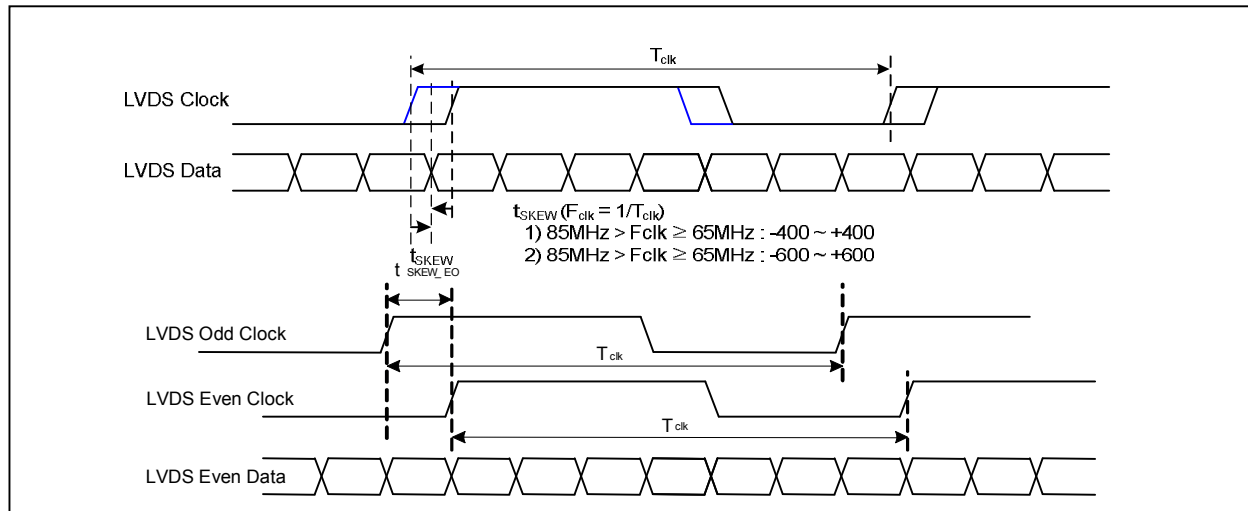 Tclk
LVDS Clock
LVDS Data
tSKEW (Fclk = 1/Tclk)
1) 85MHz > Fclk ≥ 65MHz : -400 ~ +400
2) 85MHz > Fclk ≥ 65MHz : -600 ~ +600
tSKEW
t SKEW_EO
LVDS Odd Clock
Tclk
LVDS Even Clock
Tclk
LVDS Even Data